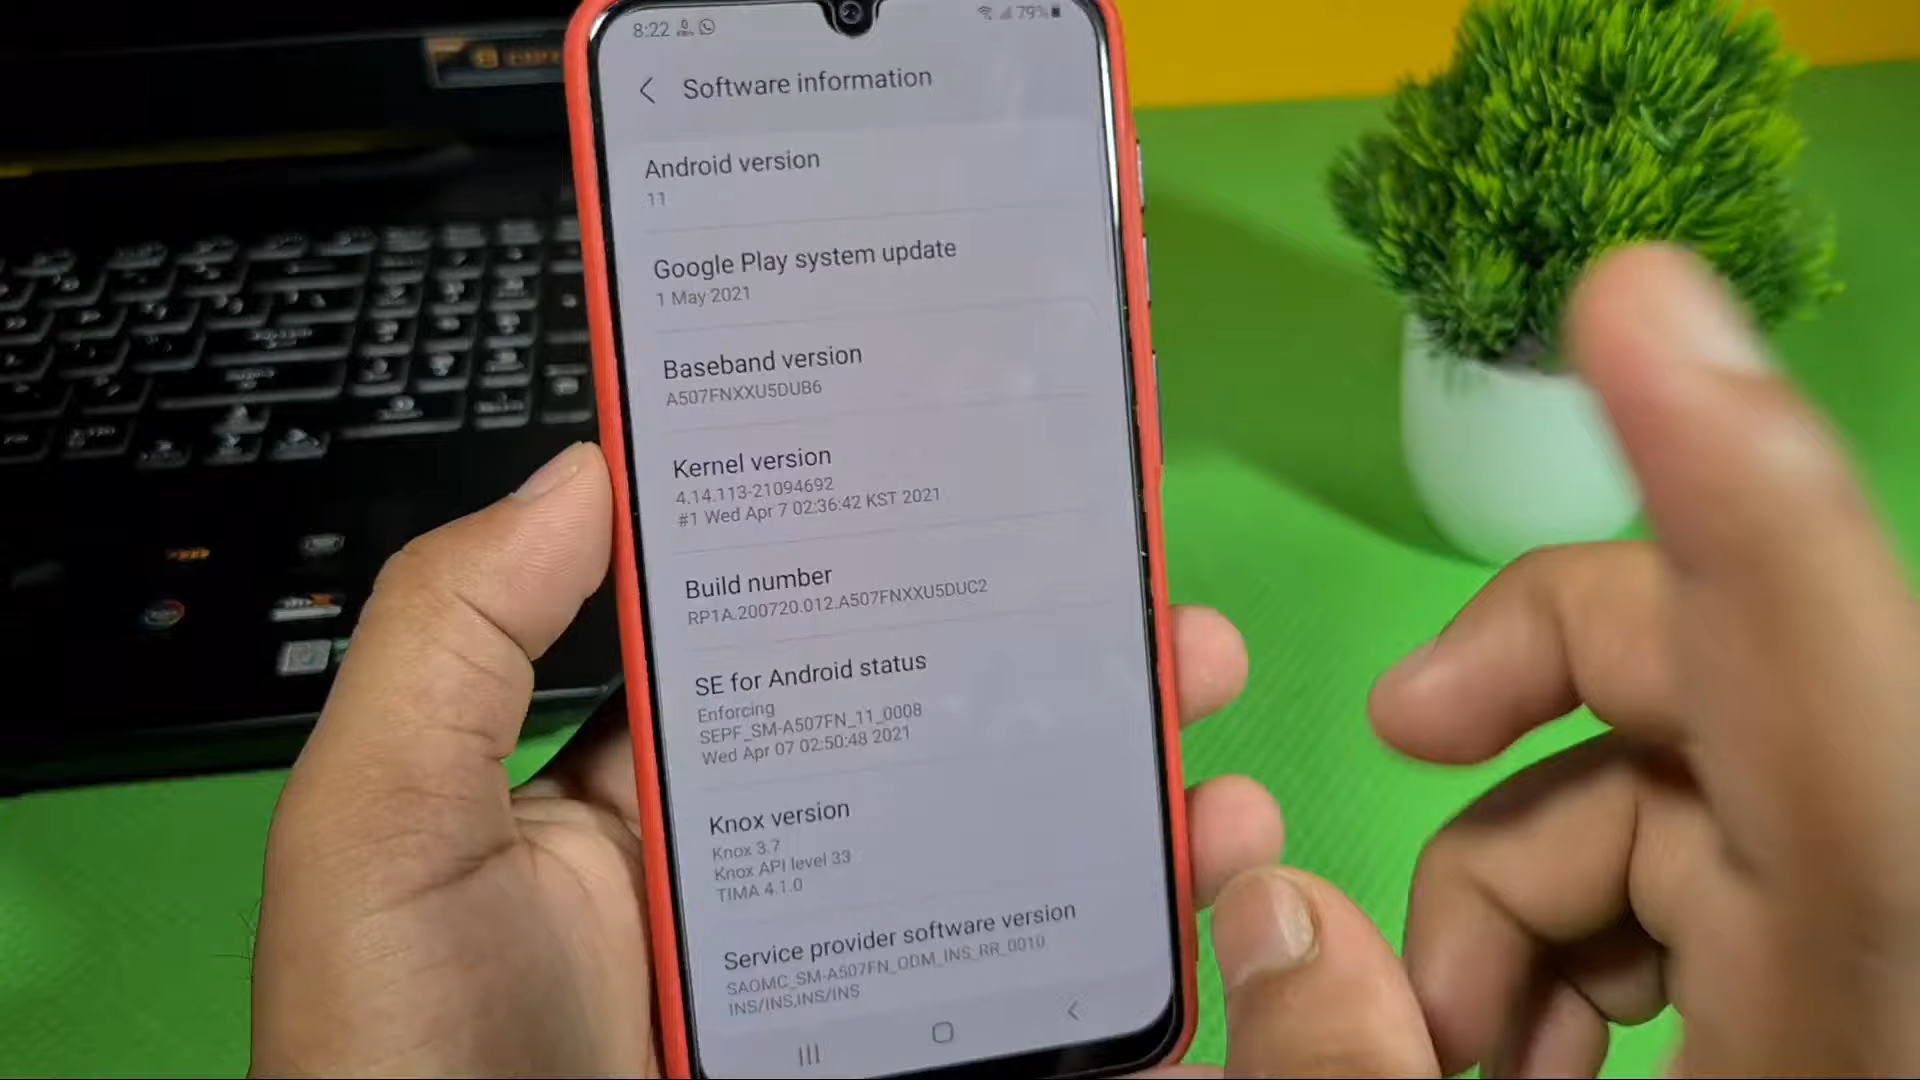 8:22
79%
Software information
Android version
11
Google Play system update
1 May 2021
Baseband version
A507FNXXU5DUB6
Kernel version
4.14.113-21094692
#1 Wed Apr 7 02:36:42 KST 2021
Build number
RP1A.200720.012.A507FNXXU5DUC2
SE for Android status
Enforcing
SEPF_SM-A507FN_11_0008
Wed Apr 07 02:50:48 2021
Knox version
Knox 3.7
Knox API level 33
TIMA 4.1.0
Service provider software version
SAOMC_SM-A507FN_ODM_INS_RR_0010
INS/INS,INS/INS